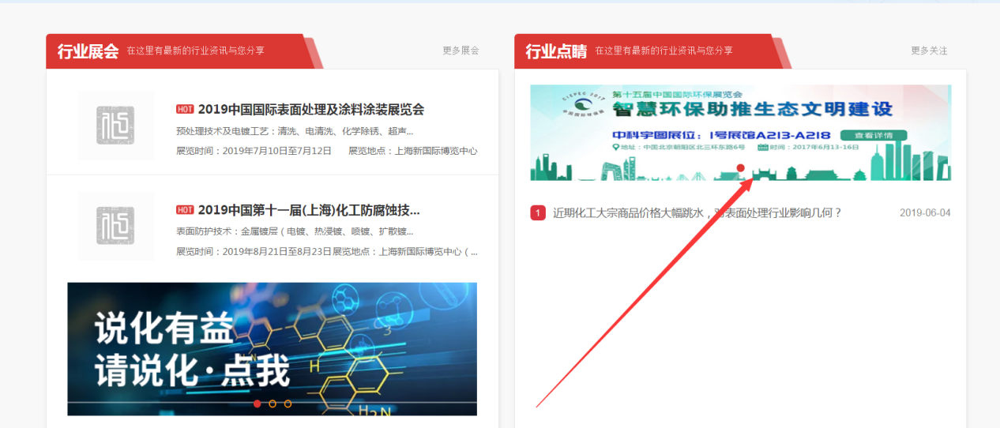 行业展会 在这里有最新的行业资讯与您分享 更多展会
HOT 2019中国国际表面处理及涂料涂装展览会
预处理技术及电镀工艺：清洗、电清洗、化学除锈、超声...
展览时间：2019年7月10日至7月12日 展览地点：上海新国际博览中心
HOT 2019中国第十一届(上海)化工防腐蚀技...
表面防护技术：金属镀层（电镀、热浸镀、喷镀、扩散镀...
展览时间：2019年8月21日至8月23日展览地点：上海新国际博览中心（...
说化有益
请说化·点我
3
N
H
H₂N
行业点睛 在这里有最新的行业资讯与您分享 更多关注
CIEPEC 2017
中国国际环保展
第十五届中国国际环保展览会
智慧环保助推生态文明建设
中科宇图展位：1号展馆A213-A218 查看详情
地址：中国北京朝阳区北三环东路6号 时间：2017年6月13-16日
1 近期化工大宗商品价格大幅跳水，对表面处理行业影响几何？ 2019-06-04